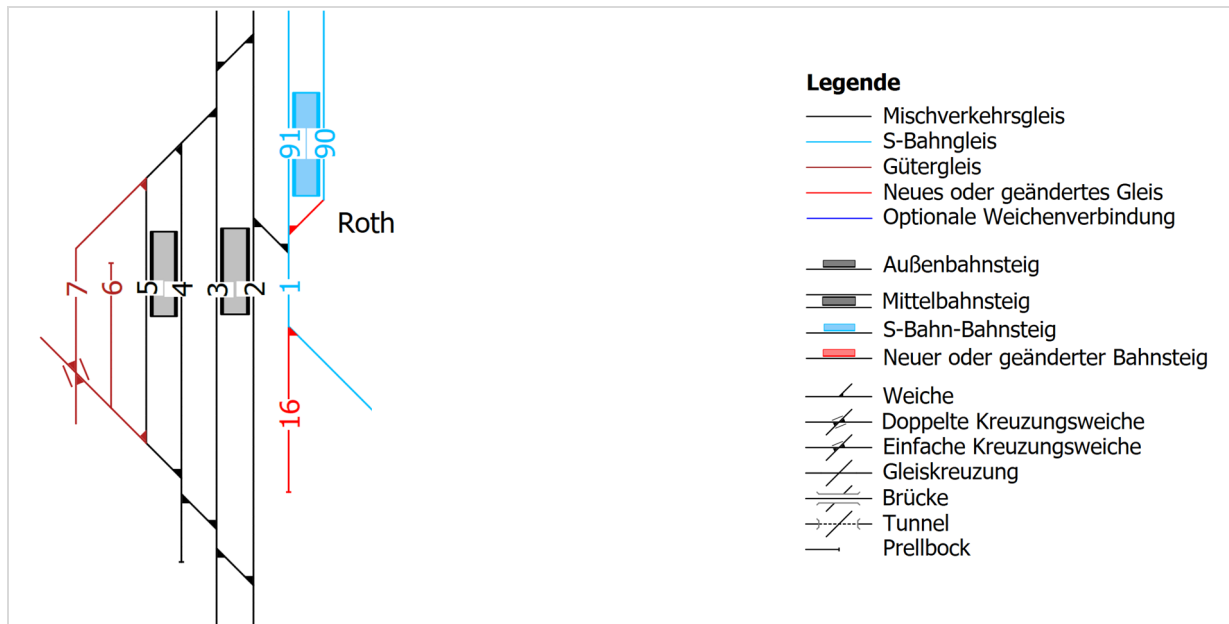 91
90
Roth
7
6
5
4
3
2
1
16
Legende
Mischverkehrsgleis
S-Bahngleis
Gütergleis
Neues oder geändertes Gleis
Optionale Weichenverbindung
Außenbahnsteig
Mittelbahnsteig
S-Bahn-Bahnsteig
Neuer oder geänderter Bahnsteig
Weiche
Doppelte Kreuzungsweiche
Einfache Kreuzungsweiche
Gleiskreuzung
Brücke
Tunnel
Prellbock